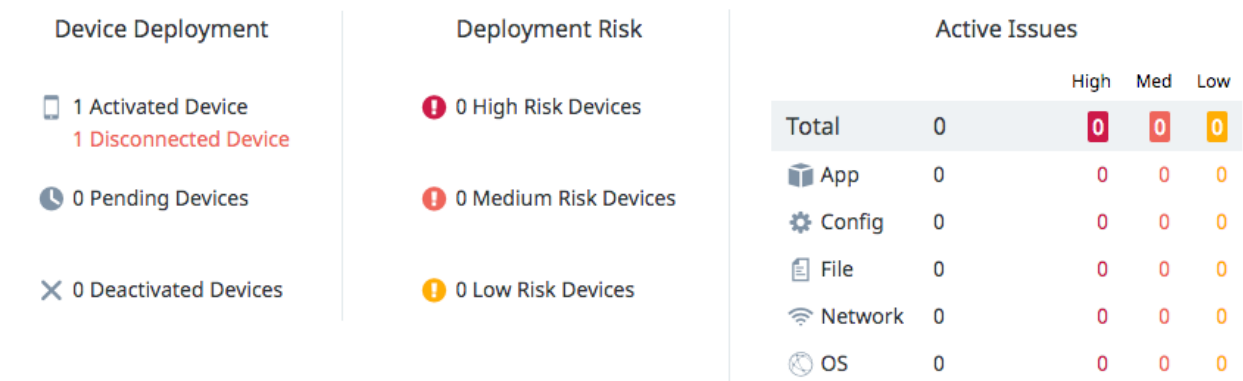 Device Deployment
1 Activated Device
1 Disconnected Device
0 Pending Devices
0 Deactivated Devices
Deployment Risk
0 High Risk Devices
0 Medium Risk Devices
0 Low Risk Devices
Active Issues
High Med Low
Total 0 0 0 0
App 0 0 0 0
Config 0 0 0 0
File 0 0 0 0
Network 0 0 0 0
OS 0 0 0 0